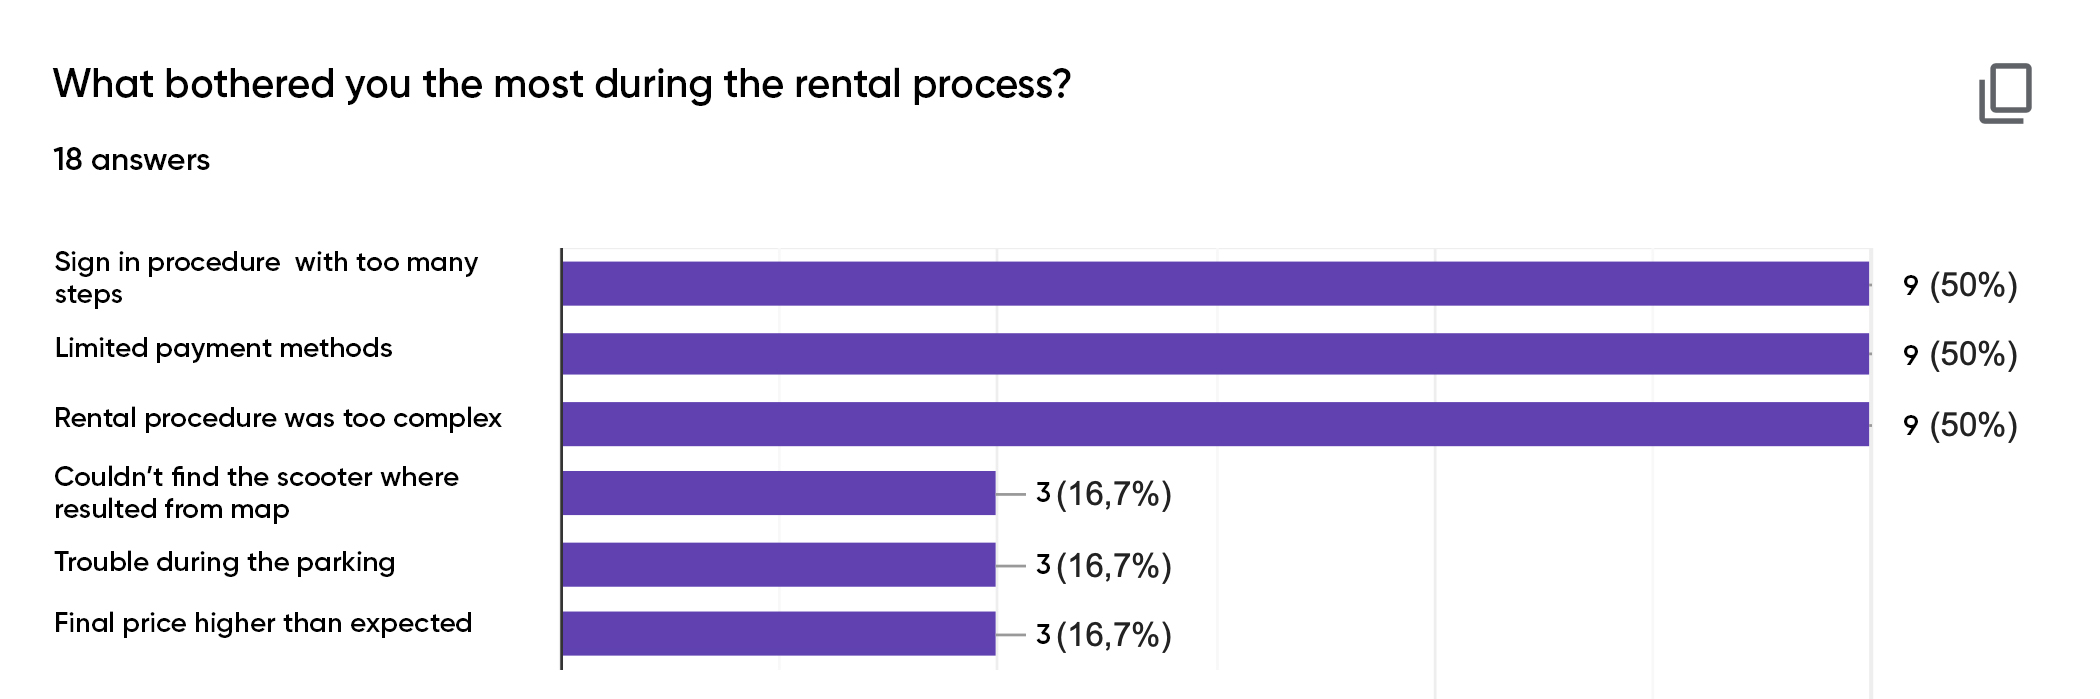 What bothered you the most during the rental process?
18 answers
Sign in procedure  with too many
steps
9 (50%)
Limited payment methods
9 (50%)
Rental procedure was too complex
9 (50%)
Couldn’t find the scooter where
resulted from map
3 (16,7%)
Trouble during the parking
3 (16,7%)
Final price higher than expected
3 (16,7%)